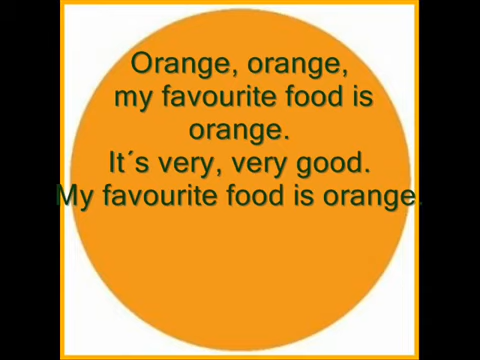 Orange, orange,
my favourite food is
orange.
It´s very, very good.
My favourite food is orange.